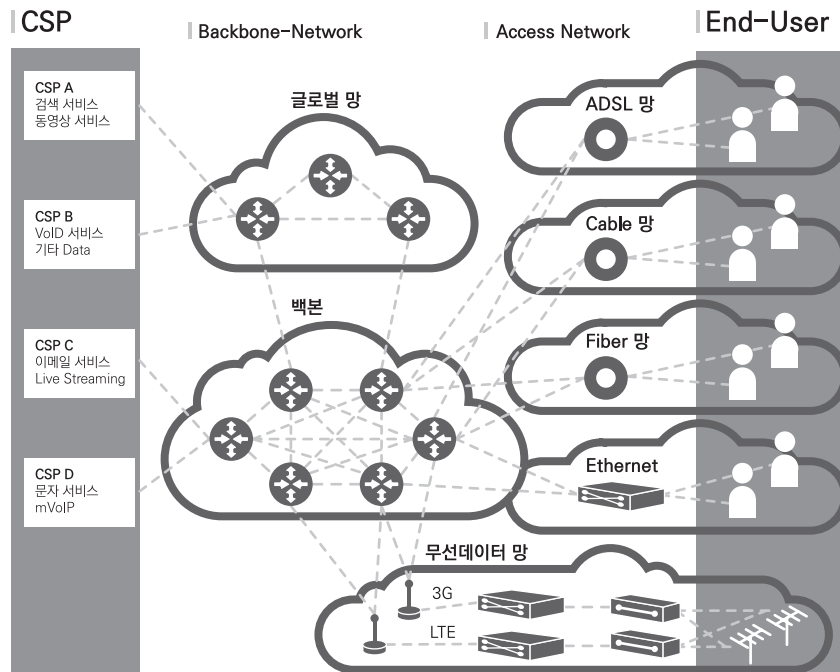 CSP
Backbone-Network
Access Network
End-User
CSP A
검색 서비스
동영상 서비스
CSP B
VoID 서비스
기타 Data
CSP C
이메일 서비스
Live Streaming
CSP D
문자 서비스
mVoIP
글로벌 망
백본
ADSL 망
Cable 망
Fiber 망
Ethernet
무선데이터 망
3G
LTE